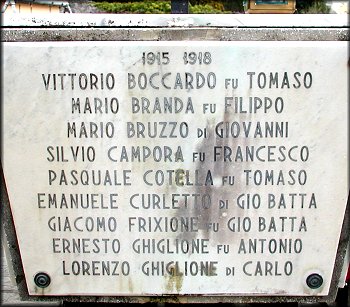 1915 1918
VITTORIO BOCCARDO FU TOMASO
MARIO BRANDA FU FILIPPO
MARIO BRUZZO DI GIOVANNI
SILVIO CAMPORA FU FRANCESCO
PASQUALE COTELLA FU TOMASO
EMANUELE CURLETTO DI GIO BATTA
GIACOMO FRIXIONE FU GIO BATTA
ERNESTO GHIGLIONE FU ANTONIO
LORENZO GHIGLIONE DI CARLO